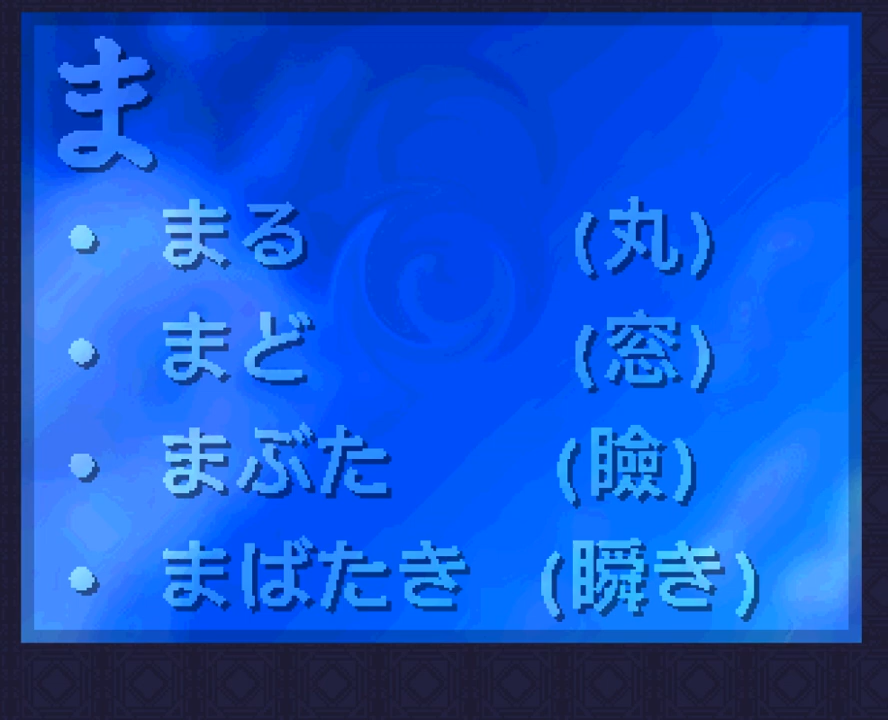 ま
• まる (丸)
• まど (窓)
• まぶた (瞼)
• まばたき (瞬き)